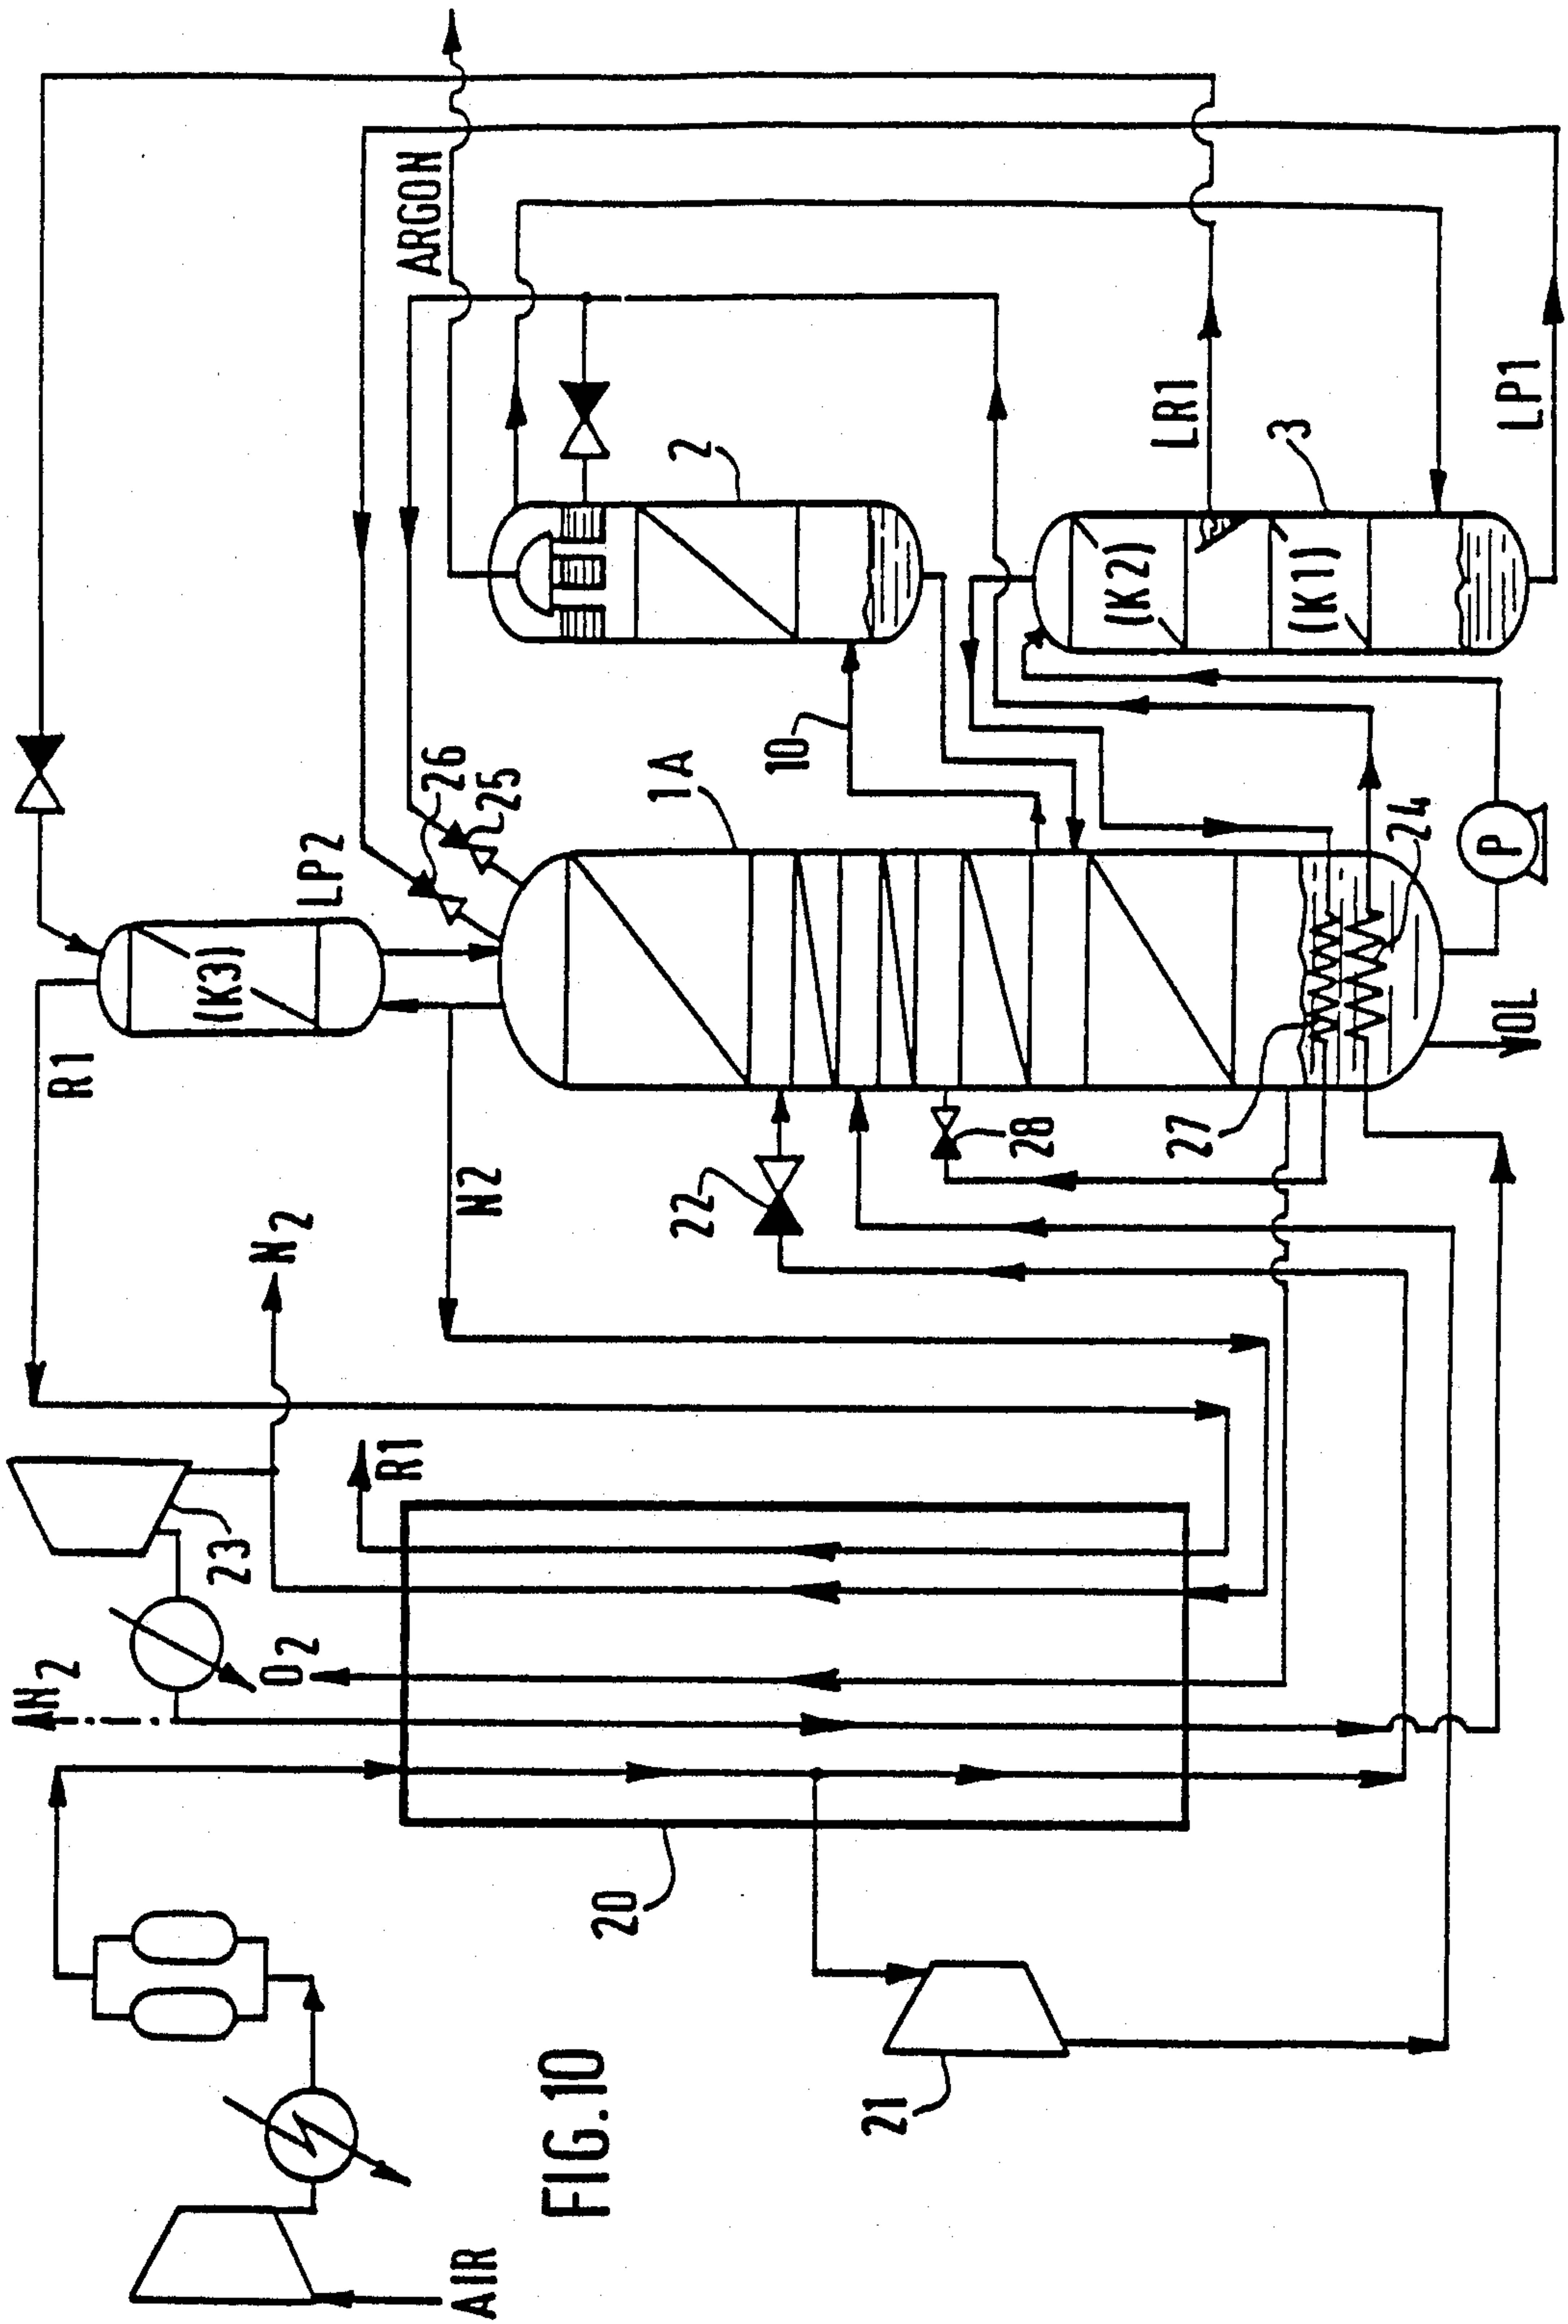 ARGON
LR1
LP1
2
3
(K2)
(K1)
10
1A
26
25
LP2
(K3)
R1
P
24
27
28
VOL
22
N2
N2
R1
23
O2
AN2
20
21
FIG.10
AIR